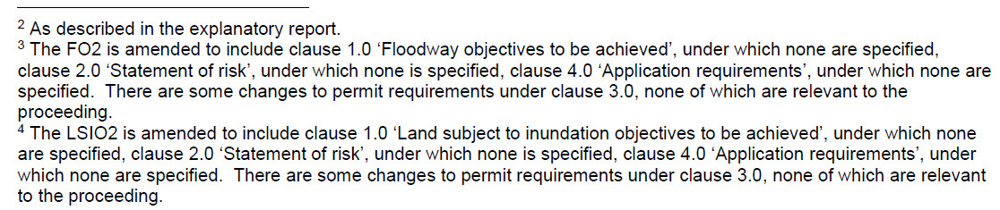 2 As described in the explanatory report.
3 The FO2 is amended to include clause 1.0 ‘Floodway objectives to be achieved’, under which none are specified,
clause 2.0 ‘Statement of risk’, under which none is specified, clause 4.0 ‘Application requirements’, under which none are
specified.  There are some changes to permit requirements under clause 3.0, none of which are relevant to the
proceeding.
4 The LSIO2 is amended to include clause 1.0 ‘Land subject to inundation objectives to be achieved’, under which none
are specified, clause 2.0 ‘Statement of risk’, under which none is specified, clause 4.0 ‘Application requirements’, under
which none are specified.  There are some changes to permit requirements under clause 3.0, none of which are relevant
to the proceeding.